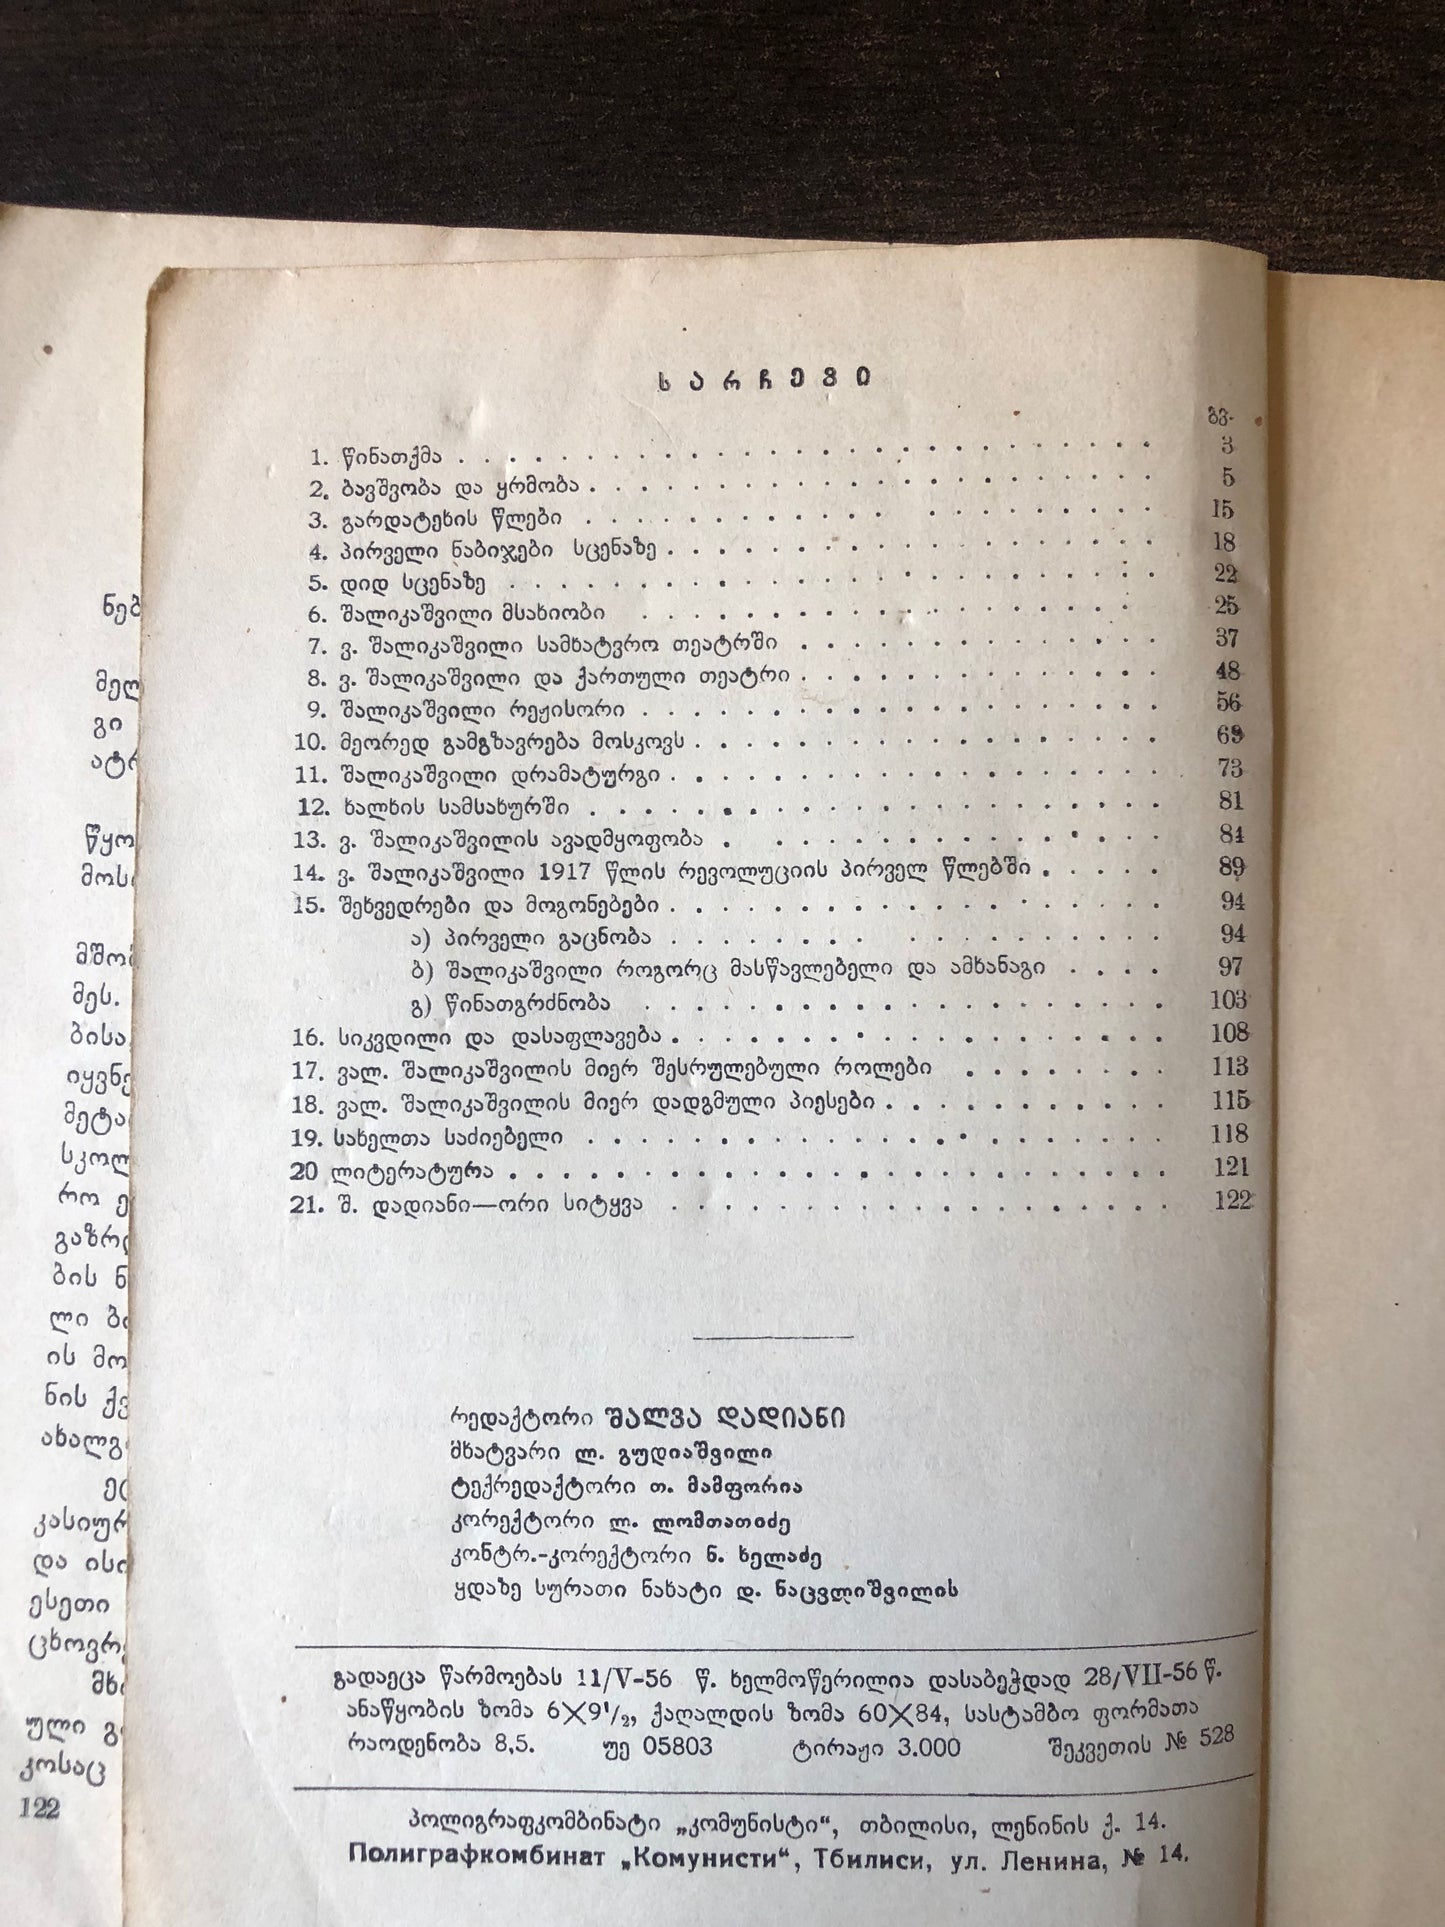 სარჩევი
გვ.
1. წინათქმა 3
2. ბავშვობა და ყრმობა 5
3. გარდატეხის წლები 15
4. პირველი ნაბიჯები სცენაზე 18
5. დიდ სცენაზე 22
6. შალიკაშვილი მსახიობი 25
7. ვ. შალიკაშვილი სამხატვრო თეატრში 37
8. ვ. შალიკაშვილი და ქართული თეატრი 48
9. შალიკაშვილი რეჟისორი 56
10. მეორედ გამგზავრება მოსკოვს
11. შალიკაშვილი დრამატურგი 73
12. ხალხის სამსახურში 81
13. ვ. შალიკაშვილის ავადმყოფობა 84
14. ვ. შალიკაშვილი 1917 წლის რევოლუციის პირველ წლებში 89
15. შეხვედრები და მოგონებები 94
ა) პირველი გაცნობა 94
ბ) შალიკაშვილი როგორც მასწავლებელი და ამხანაგი 97
გ) წინათგრძნობა 103
16. სიკვდილი და დასაფლავება 108
17. ვალ. შალიკაშვილის მიერ შესრულებული როლები 113
18. ვალ. შალიკაშვილის მიერ დადგმული პიესები 115
19. სახელთა საძიებელი 118
20 ლიტერატურა 121
21. შ. დადიანი—ორი სიტყვა 122
რედაქტორი შალვა დადიანი
მხატვარი ლ. გუდიაშვილი
ტექრედაქტორი თ. მამფორია
კორექტორი ლ. ლომთათიძე
კონტრ.-კორექტორი ნ. ხელაძე
ყდაზე სურათი ნახატი დ. ნაცვლიშვილის
გადაეცა წარმოებას 11/V-56 წ. ხელმოწერილია დასაბეჭდად 28/VII-56 წ.
ანაწყობის ზომა 6X9¹/₂, ქაღალდის ზომა 60X84, სასტამბო ფორმათა
რაოდენობა 8,5. უე 05803 ტირაჟი 3.000 შეკვეთის № 528
პოლიგრაფკომბინატი „კომუნისტი“, თბილისი, ლენინის ქ. 14.
Полиграфкомбинат „Комунисти“, Тбилиси, ул. Ленина, № 14.
გი
მეს.
ესეთი
კოსაც
122